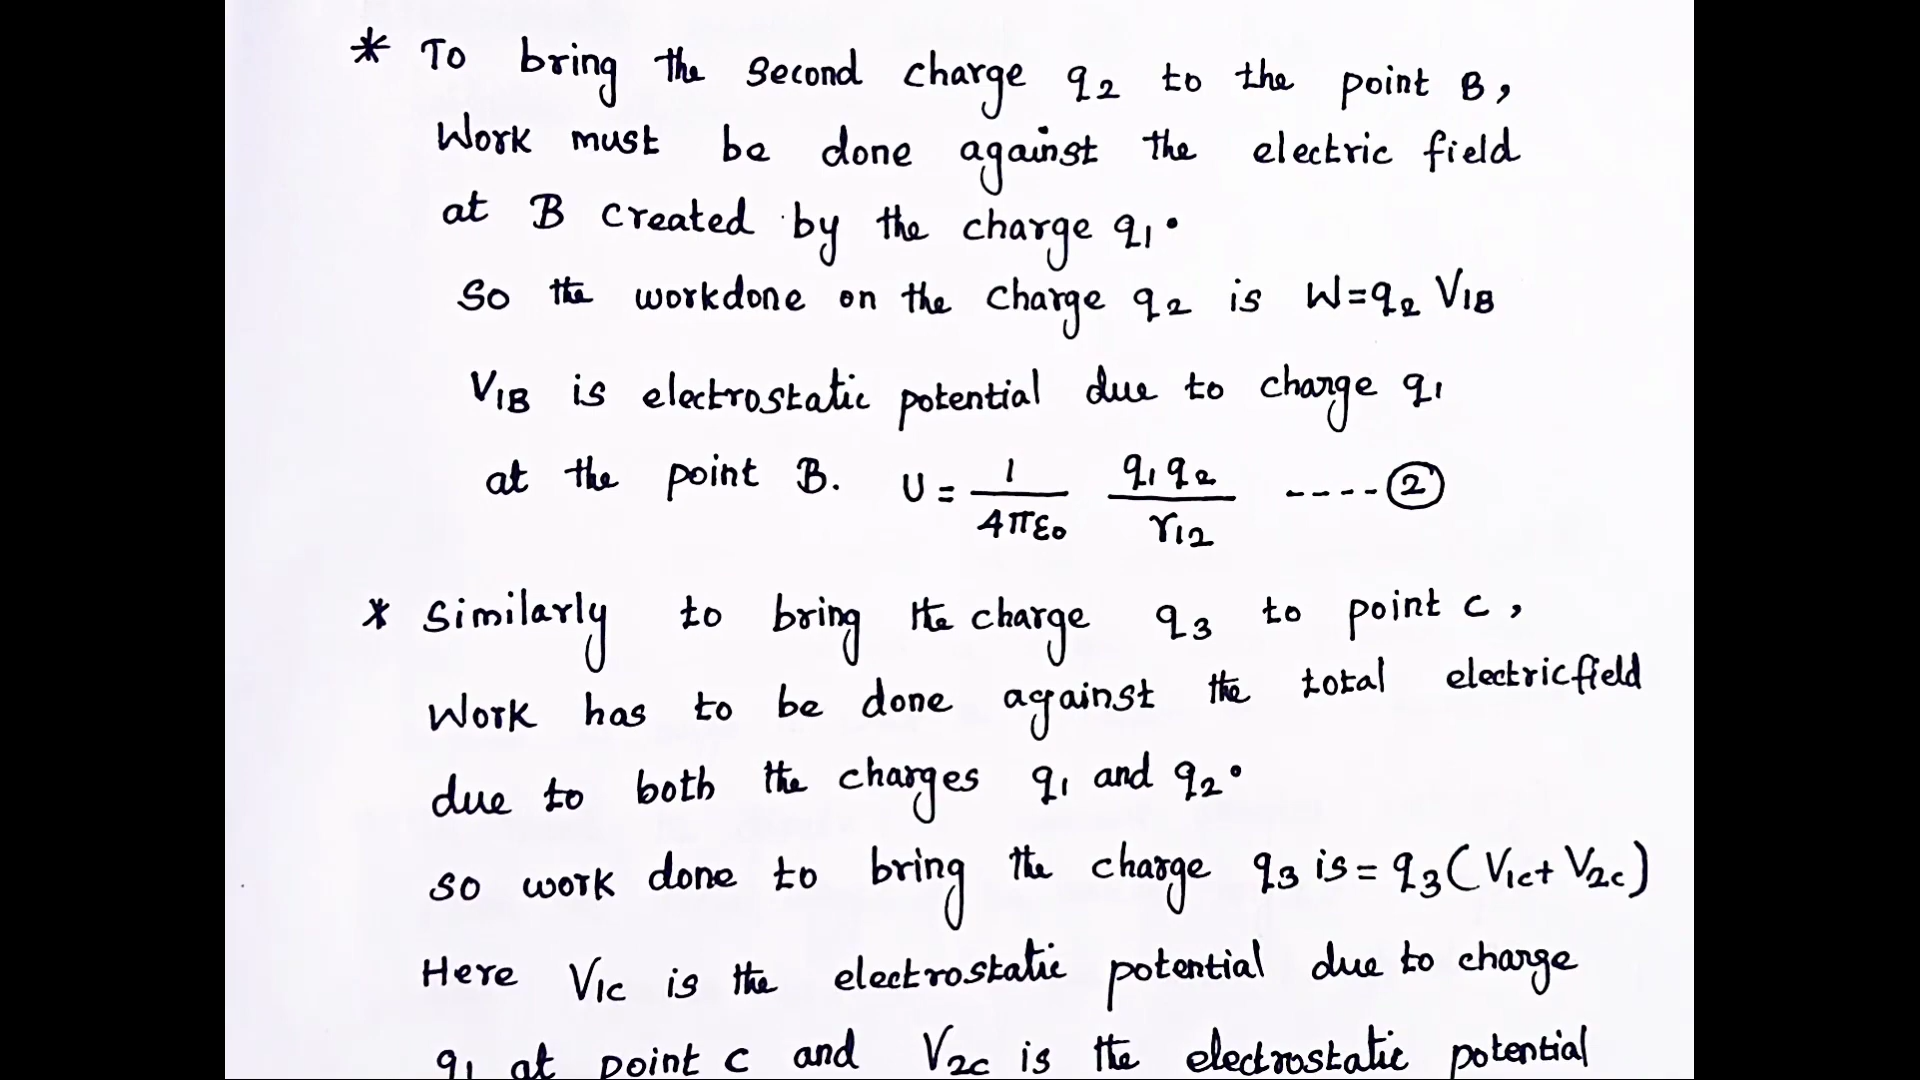 * To bring the second charge q₂ to the point B,
Work must be done against the electric field
at B created by the charge q₁.
So the workdone on the charge q₂ is W=q₂ V₁B
V₁B is electrostatic potential due to charge q₁
at the point B. U = 1/4πε₀ q₁q₂/r₁₂ ----②
* Similarly to bring the charge q₃ to point C,
Work has to be done against the total electricfield
due to both the charges q₁ and q₂.
So work done to bring the charge q₃ is = q₃(V₁c+ V₂c)
Here V₁c is the electrostatic potential due to charge
q₁ at point C and V₂c is the electrostatic potential